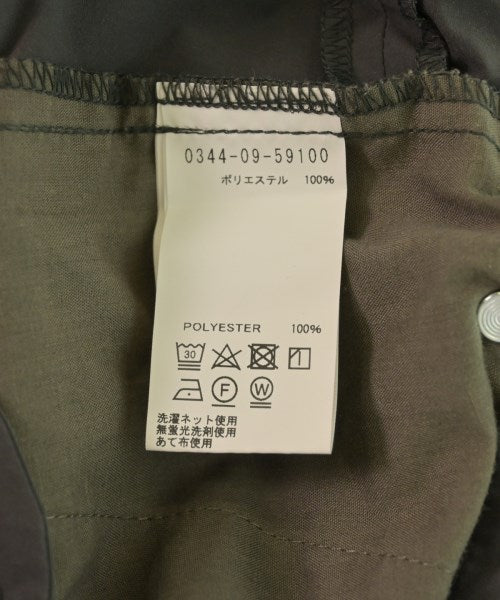 0344-09-59100
ポリエステル 100%
POLYESTER 100%
30
F W
洗濯ネット使用
無蛍光洗剤使用
あて布使用